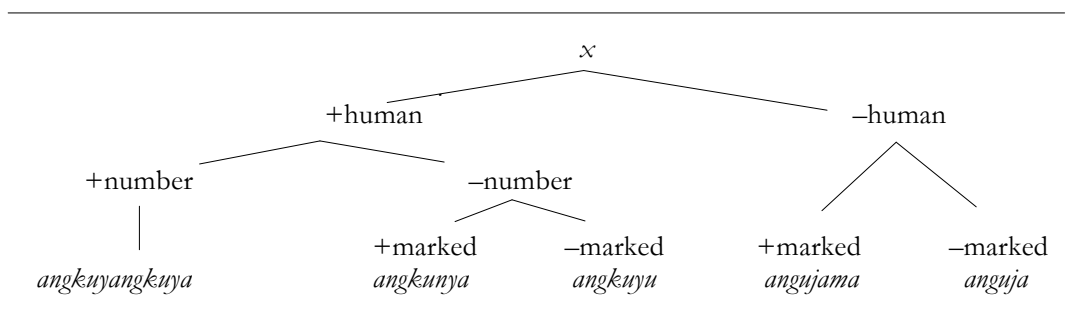 x
+human –human
+number –number
+marked –marked +marked –marked
angkuyangkuya angkunya angkuyu angujama anguja